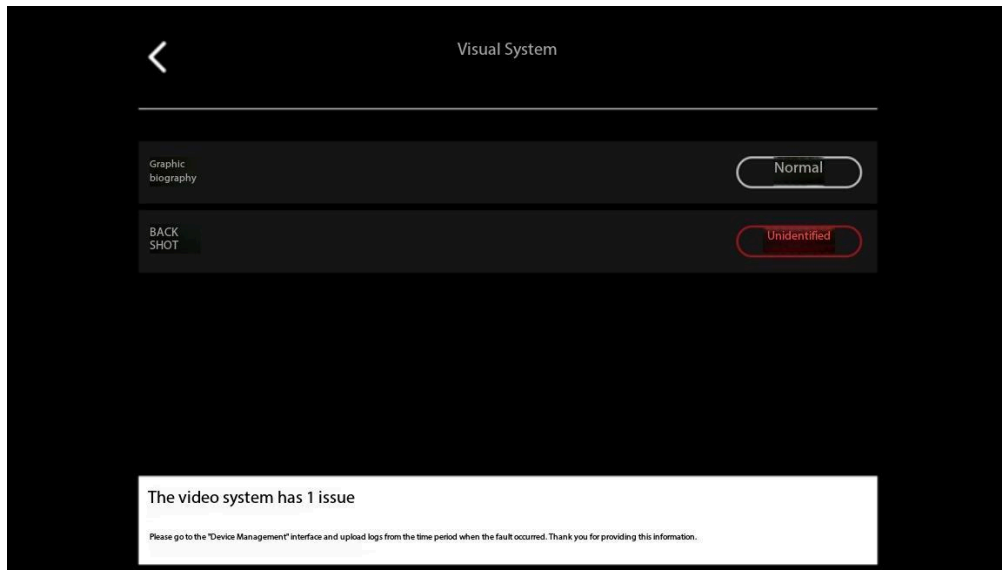 Visual System
Graphic
biography
Normal
BACK
SHOT
Unidentified
The video system has 1 issue
Please go to the "Device Management" interface and upload logs from the time period when the fault occurred. Thank you for providing this information.